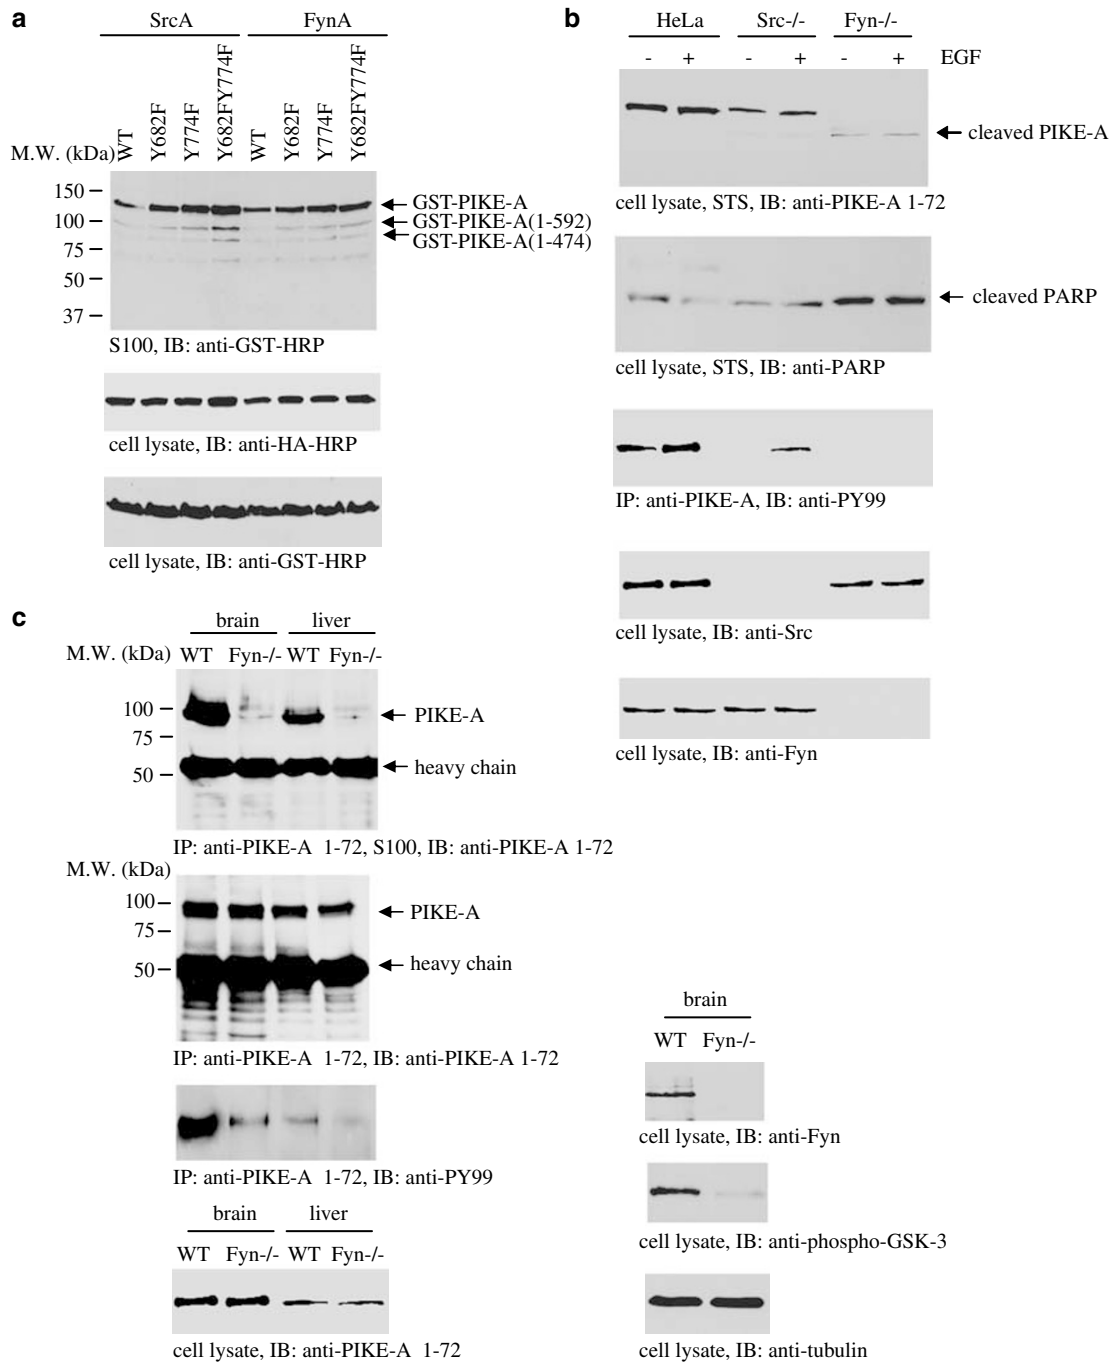 a
SrcA FynA
WT Y682F Y774F Y682FY774F WT Y682F Y774F Y682FY774F
M.W. (kDa)
150
100
75
50
37
GST-PIKE-A
GST-PIKE-A(1-592)
GST-PIKE-A(1-474)
S100, IB: anti-GST-HRP
cell lysate, IB: anti-HA-HRP
cell lysate, IB: anti-GST-HRP
b
HeLa Src-/- Fyn-/-
- + - + - + EGF
cleaved PIKE-A
cell lysate, STS, IB: anti-PIKE-A 1-72
cleaved PARP
cell lysate, STS, IB: anti-PARP
IP: anti-PIKE-A, IB: anti-PY99
cell lysate, IB: anti-Src
cell lysate, IB: anti-Fyn
c
brain liver
M.W. (kDa) WT Fyn-/- WT Fyn-/-
100
75
50
PIKE-A
heavy chain
IP: anti-PIKE-A 1-72, S100, IB: anti-PIKE-A 1-72
M.W. (kDa)
100
75
50
PIKE-A
heavy chain
IP: anti-PIKE-A 1-72, IB: anti-PIKE-A 1-72
IP: anti-PIKE-A 1-72, IB: anti-PY99
brain liver
WT Fyn-/- WT Fyn-/-
cell lysate, IB: anti-PIKE-A 1-72
brain
WT Fyn-/-
cell lysate, IB: anti-Fyn
cell lysate, IB: anti-phospho-GSK-3
cell lysate, IB: anti-tubulin